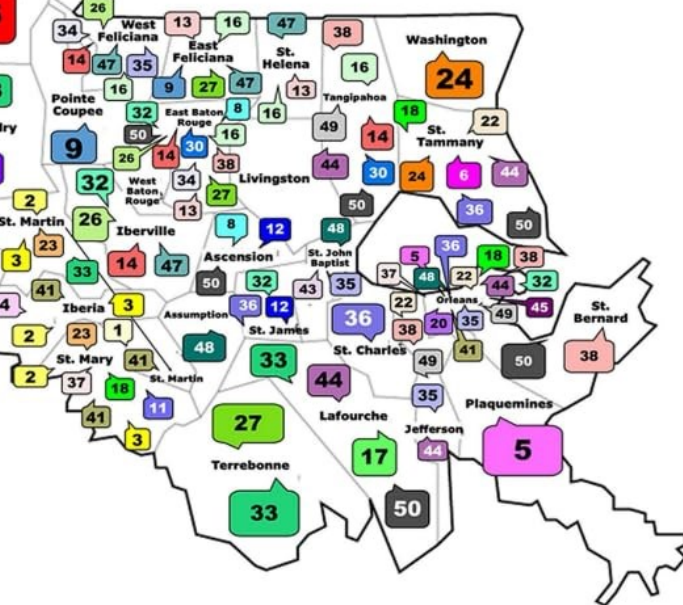 26
34
West
Feliciana
13
16
47
38
Washington
East
Feliciana
St.
Helena
14
47
35
16
24
16
9
27
47
13
Pointe
Coupee
Tangipahoa
32
8
16
18
22
East Baton
Rouge
50
16
49
14
St.
Tammany
9
26
14
30
38
44
30
24
6
44
32
West
Baton
Rouge
34
27
Livingston
2
13
50
36
St. Martin
26
Iberville
8
12
48
50
23
3
33
14
47
Ascension
St. John
Baptist
5
36
18
38
37
48
22
44
32
41
50
32
43
35
4
Iberia
3
Assumption
36
12
22
Orleans
49
45
St.
Bernard
2
23
1
St. James
36
38
20
35
48
St. Charles
41
38
St. Mary
41
33
49
50
2
37
18
St. Martin
44
35
11
41
27
Lafourche
Plaquemines
3
Jefferson
17
44
5
Terrebonne
33
50